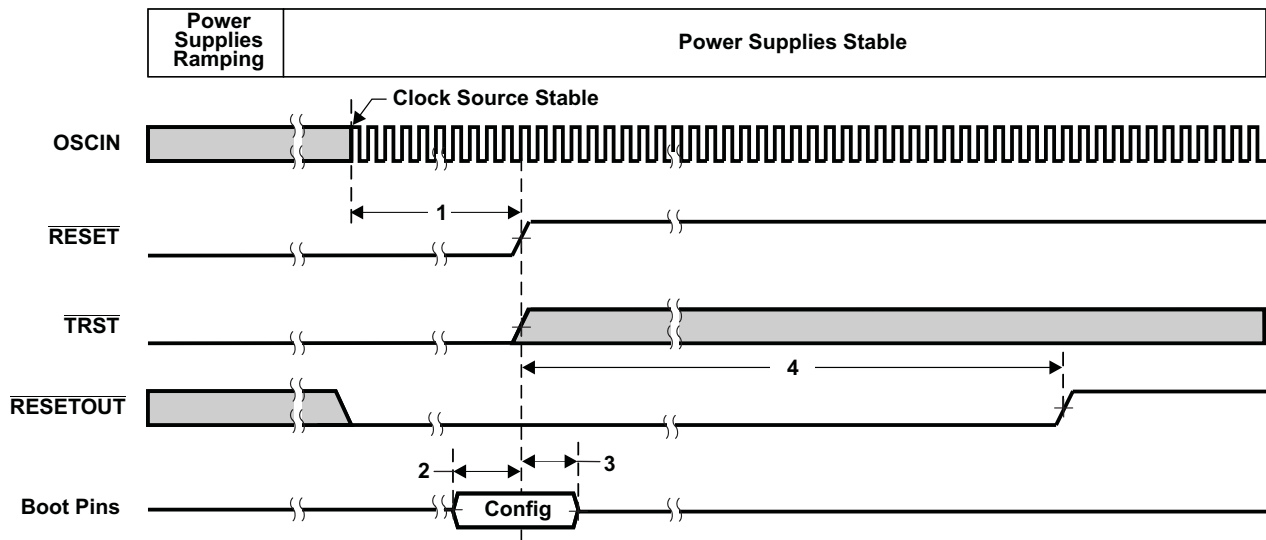 Power
Supplies
Ramping
Power Supplies Stable
Clock Source Stable
OSCIN
1
RESET
TRST
4
RESETOUT
2
3
Boot Pins
Config